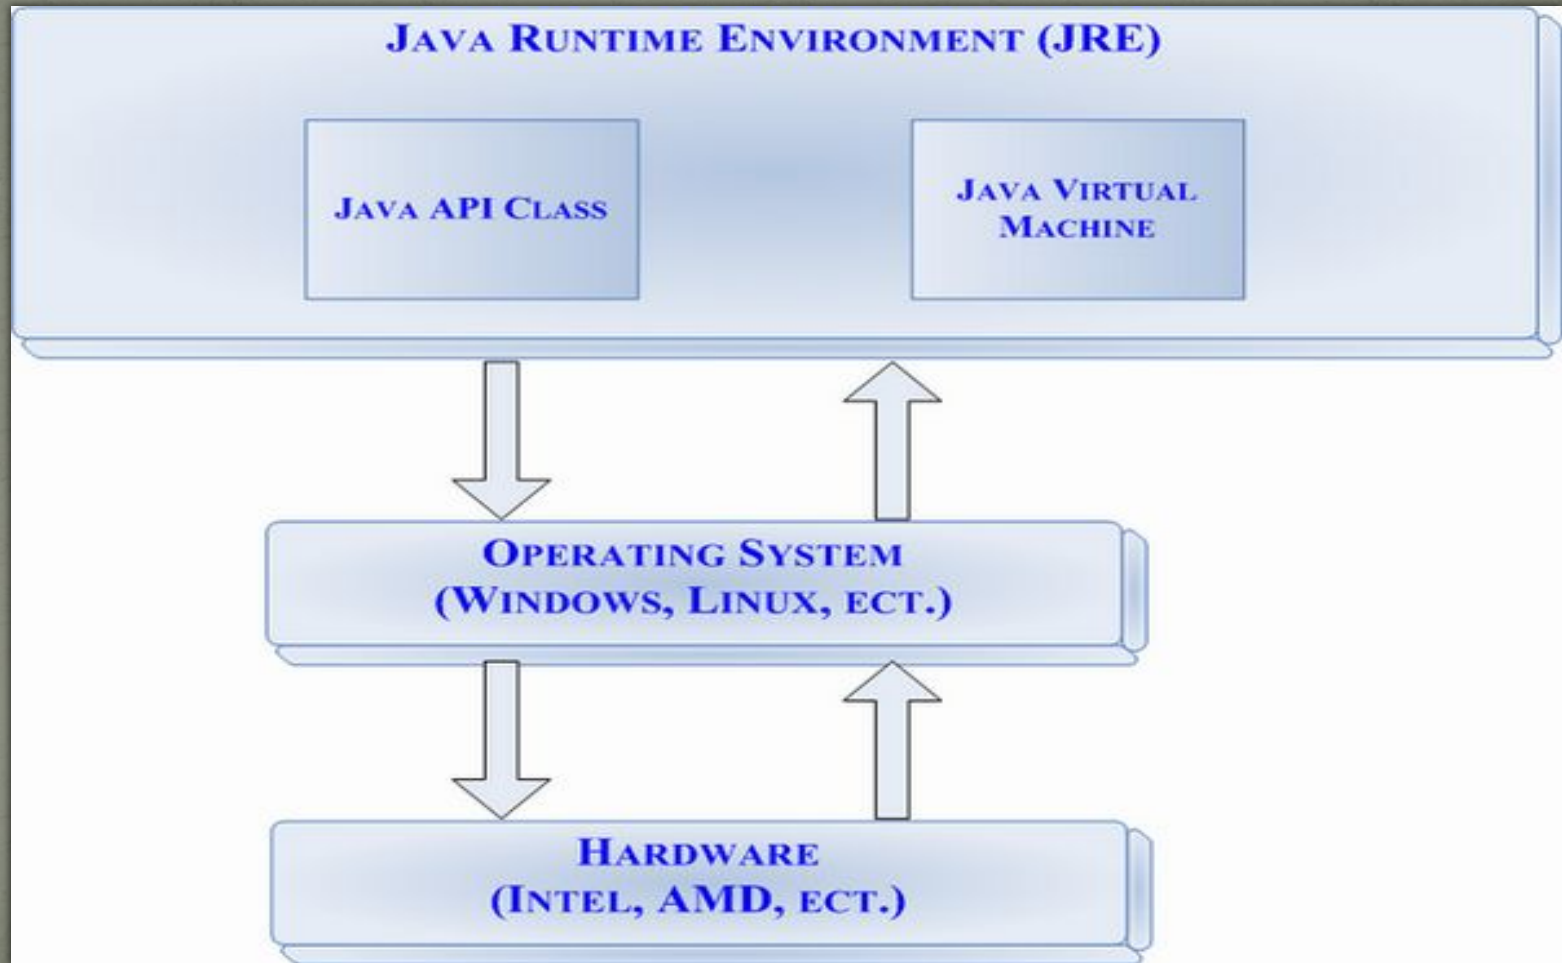 JAVA RUNTIME ENVIRONMENT (JRE)
JAVA API CLASS
JAVA VIRTUAL
MACHINE
OPERATING SYSTEM
(WINDOWS, LINUX, ECT.)
HARDWARE
(INTEL, AMD, ECT.)